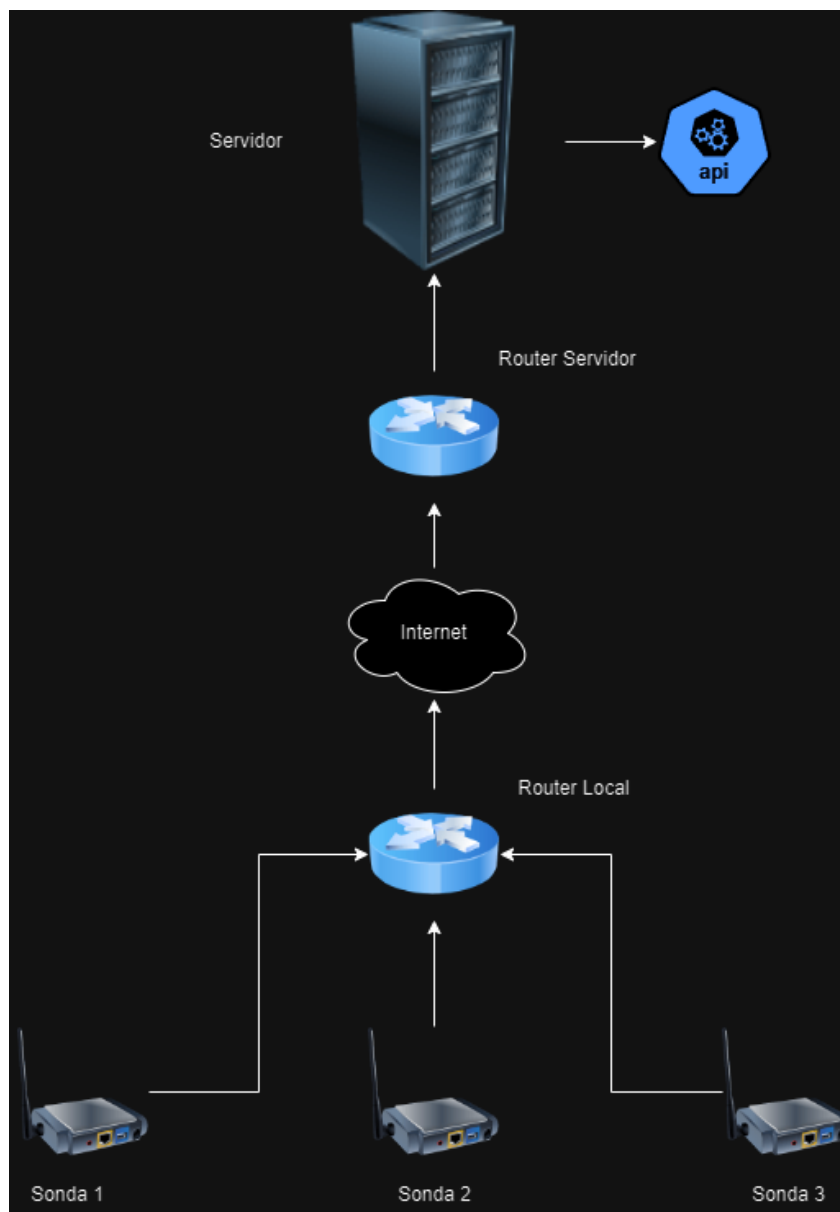 Servidor
api
Router Servidor
Internet
Router Local
Sonda 1
Sonda 2
Sonda 3